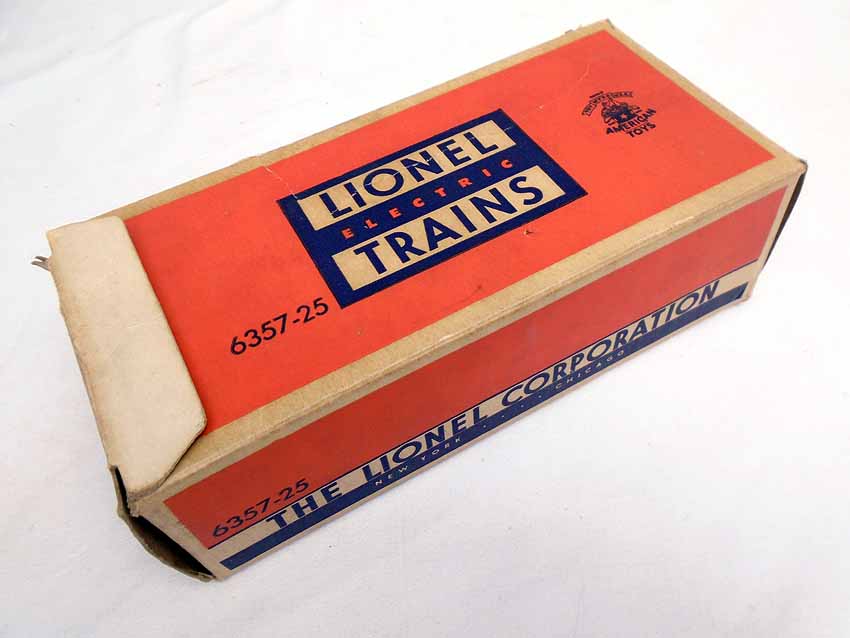 LIONEL
ELECTRIC
TRAINS
AMERICAN
TOYS
6357-25
6357-25
THE LIONEL CORPORATION
NEW YORK . . . . CHICAGO